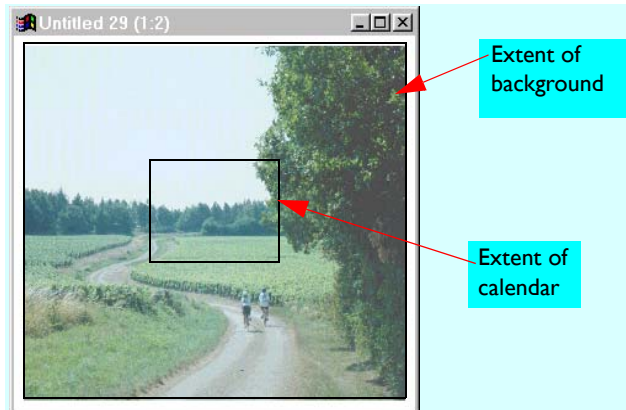 Untitled 29 (1:2)
Extent of
background
Extent of
calendar